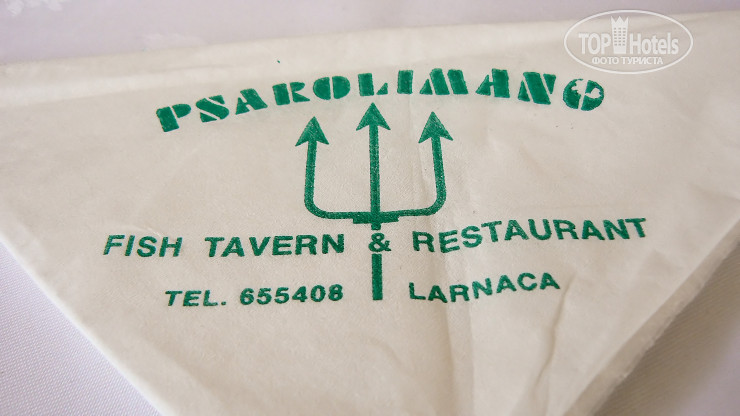 TOP Hotels
ФОТО ТУРИСТА
PSAROLIMANO
FISH TAVERN & RESTAURANT
TEL. 655408 LARNACA